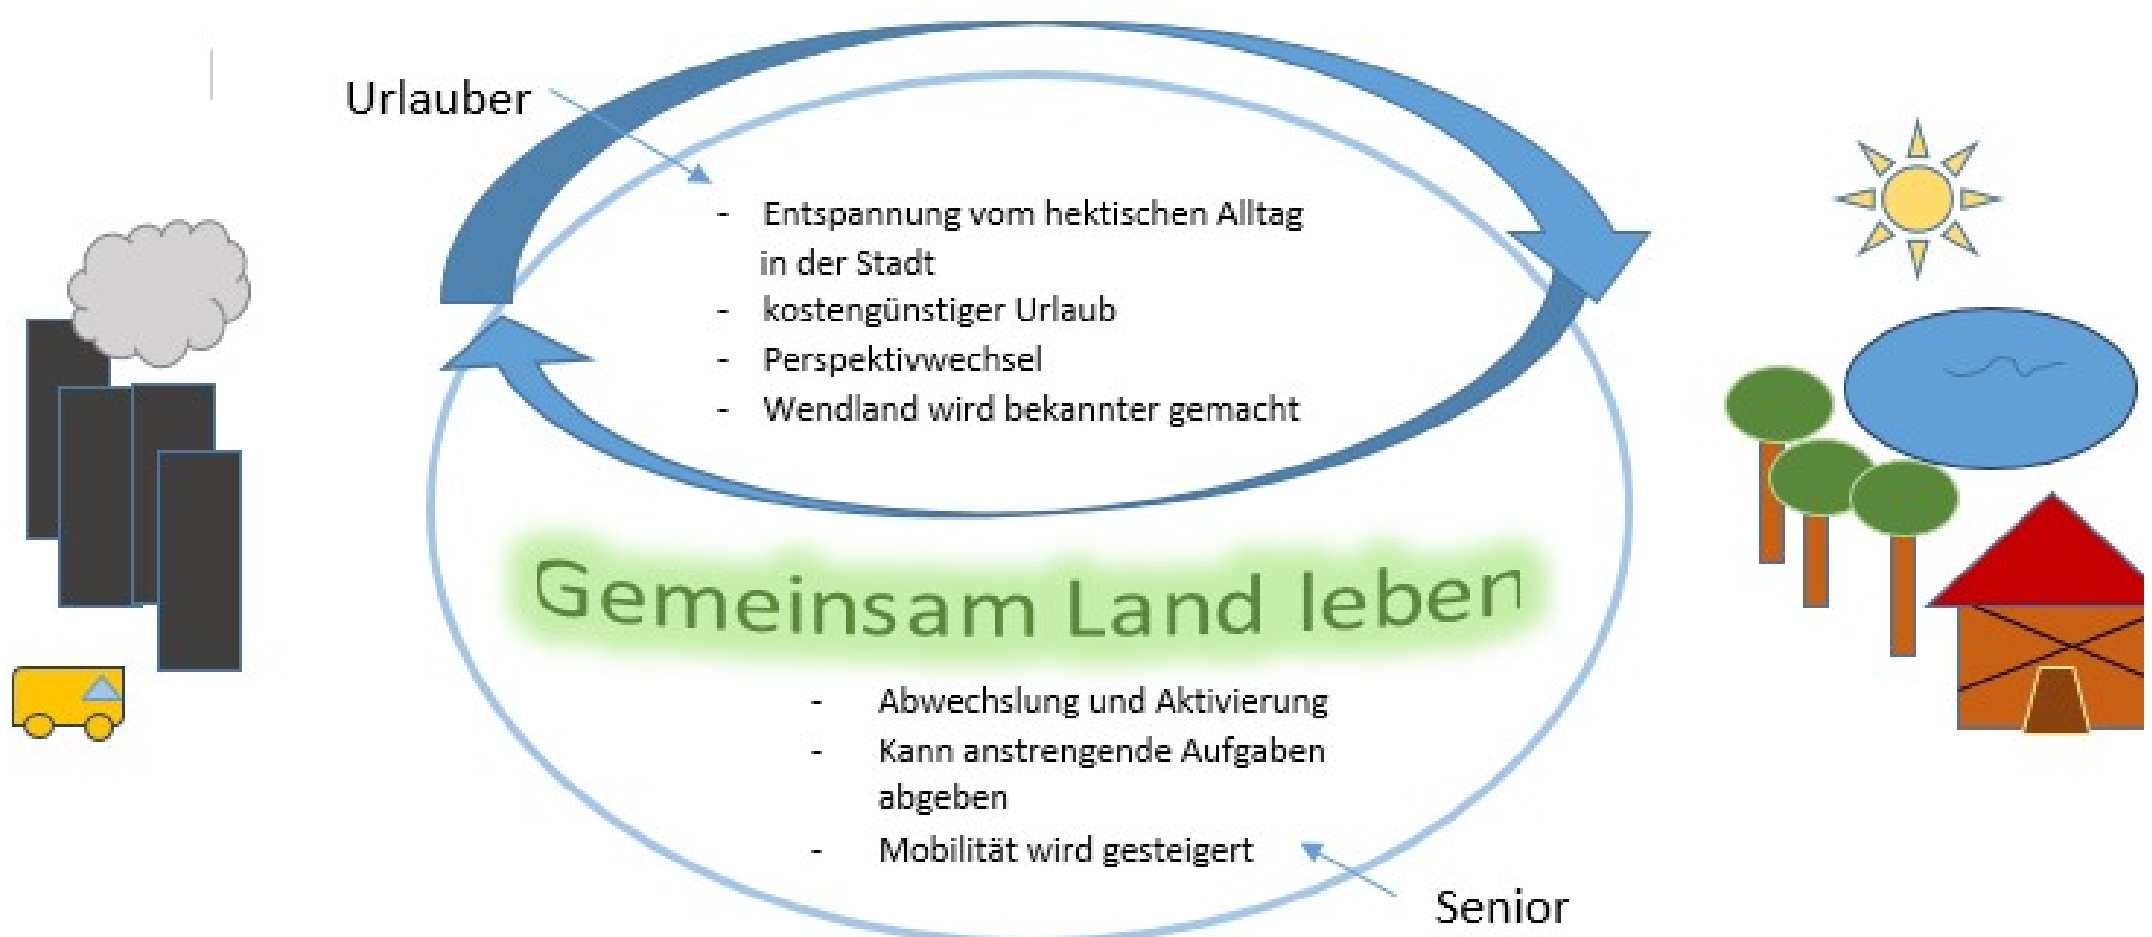 Urlauber
- Entspannung vom hektischen Alltag
in der Stadt
- kostengünstiger Urlaub
- Perspektivwechsel
- Wendland wird bekannter gemacht
Gemeinsam Land leben
- Abwechslung und Aktivierung
- Kann anstrengende Aufgaben
abgeben
- Mobilität wird gesteigert
Senior